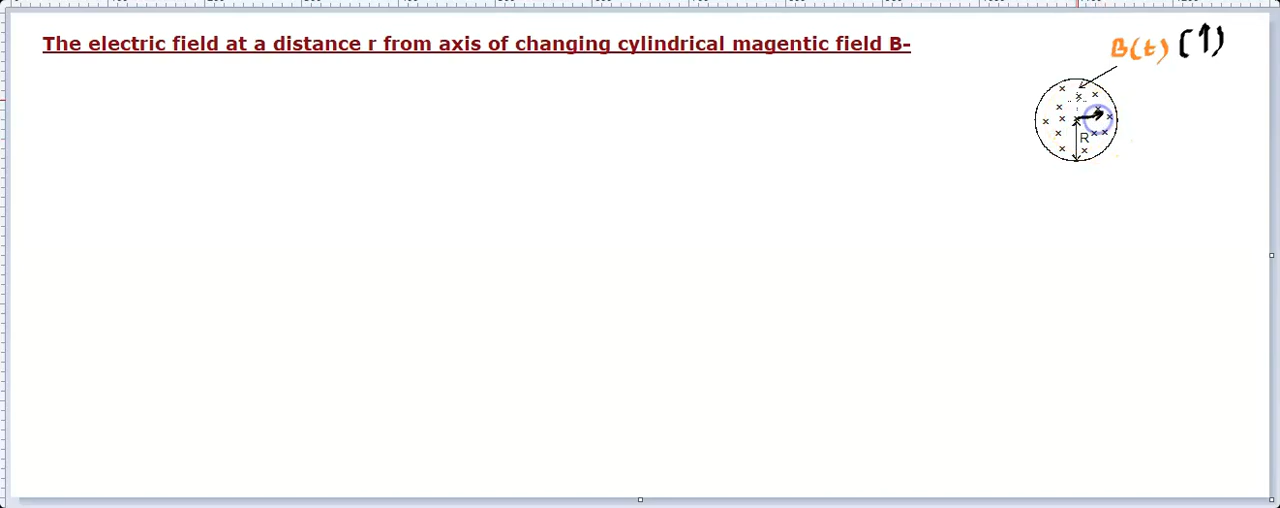 The electric field at a distance r from axis of changing cylindrical magentic field B-
B(t) (↑)
R